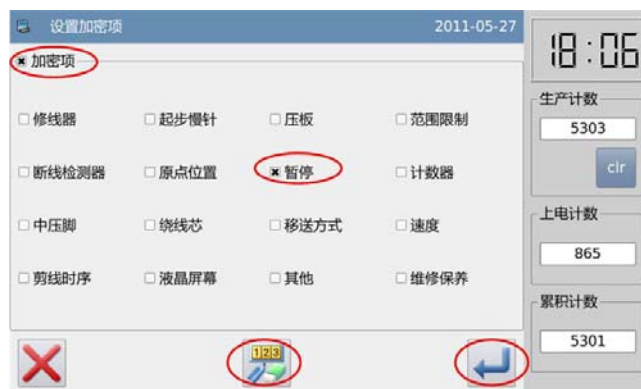 设置加密项 2011-05-27
加密项
修线器 起步慢针 压板 范围限制
断线检测器 原点位置 暂停 计数器
中压脚 绕线芯 移送方式 速度
剪线时序 液晶屏幕 其他 维修保养
123
18:06
生产计数
5303
clr
上电计数
865
累积计数
5301